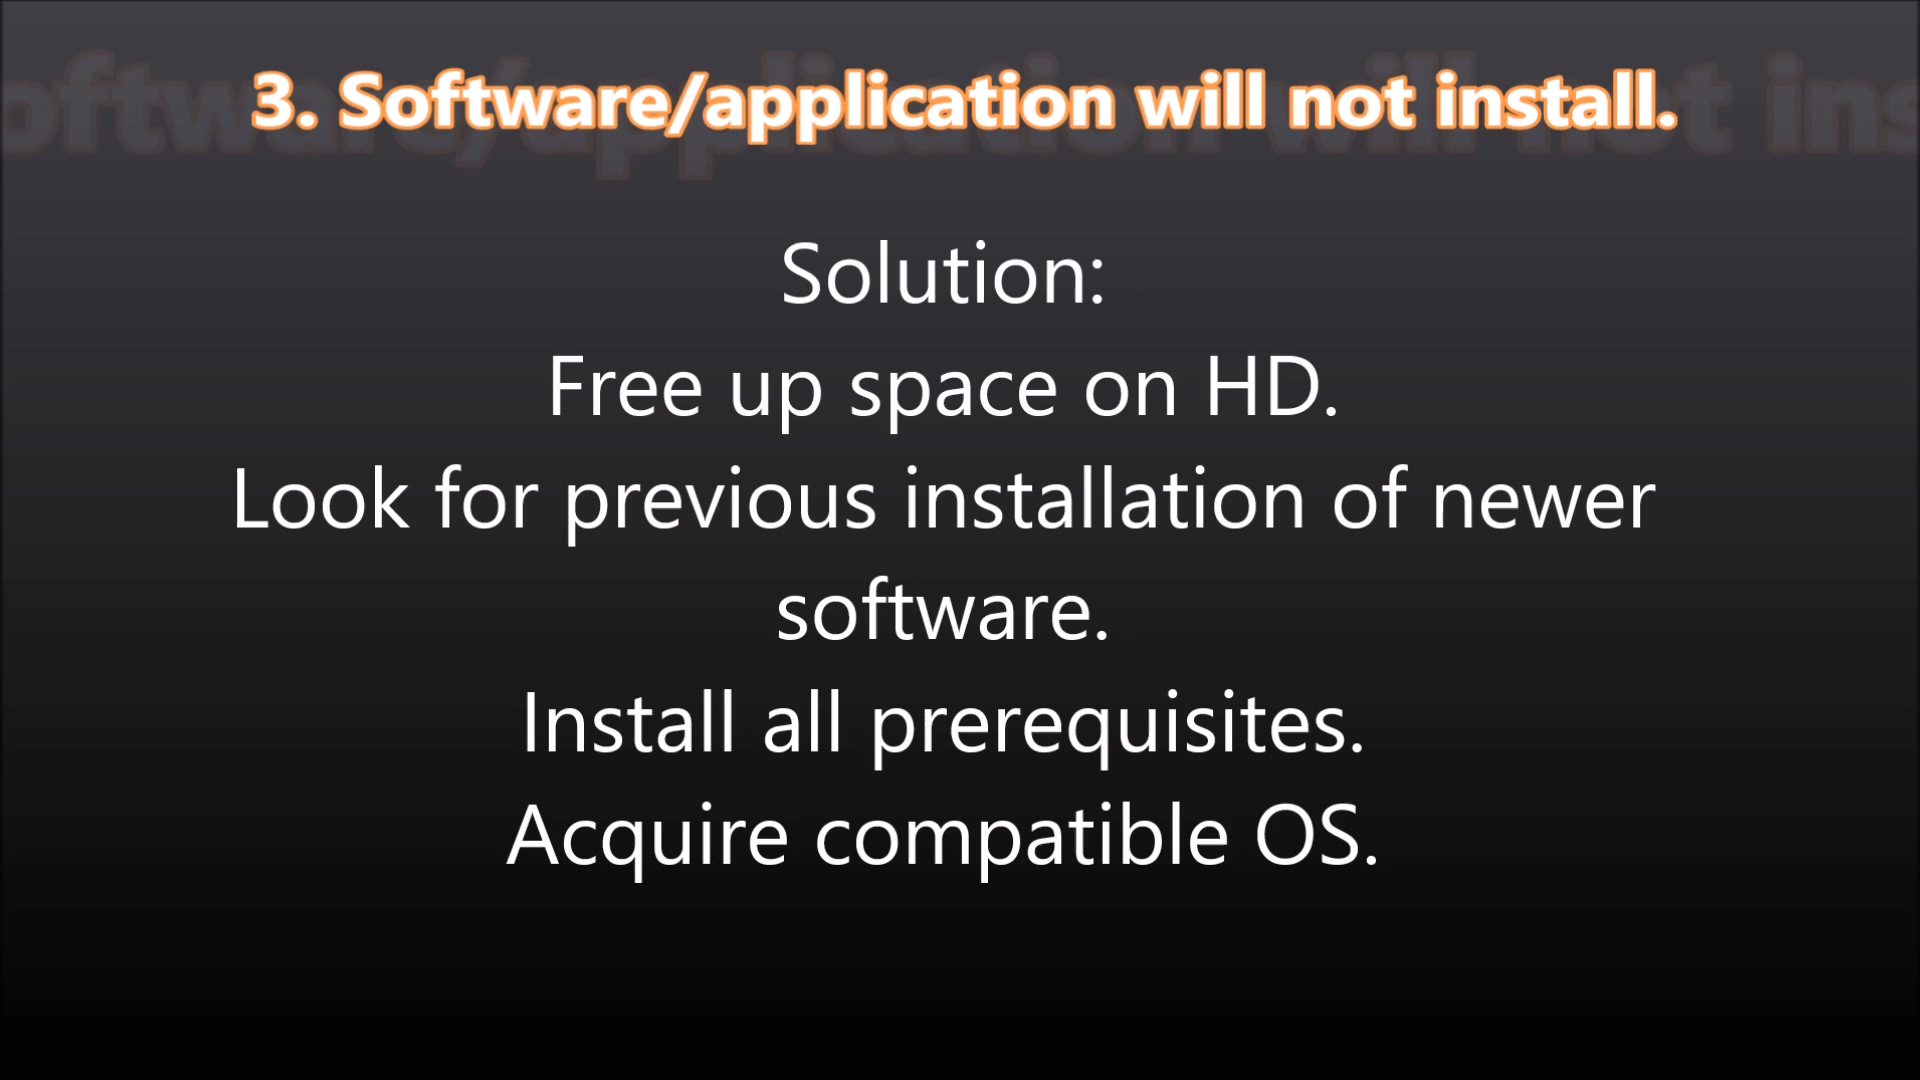 3. Software/application will not install.
Solution:
Free up space on HD.
Look for previous installation of newer
software.
Install all prerequisites.
Acquire compatible OS.